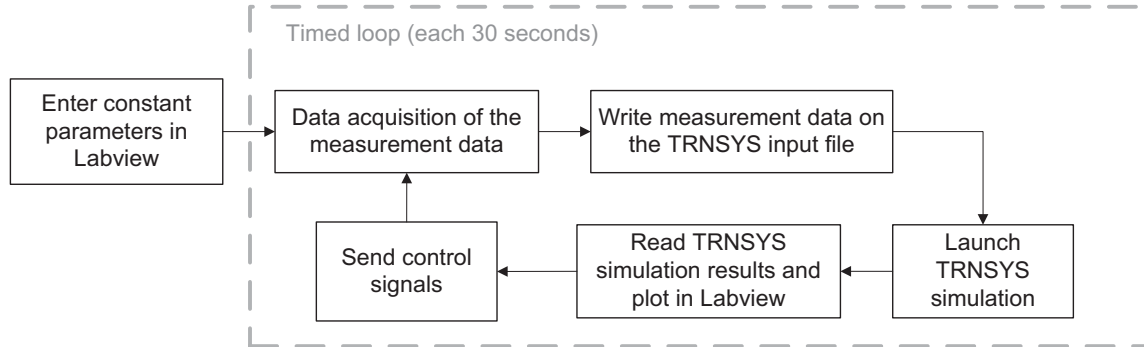 Timed loop (each 30 seconds)
Enter constant
parameters in
Labview
Data acquisition of the
measurement data
Write measurement data on
the TRNSYS input file
Launch
TRNSYS
simulation
Read TRNSYS
simulation results and
plot in Labview
Send control
signals